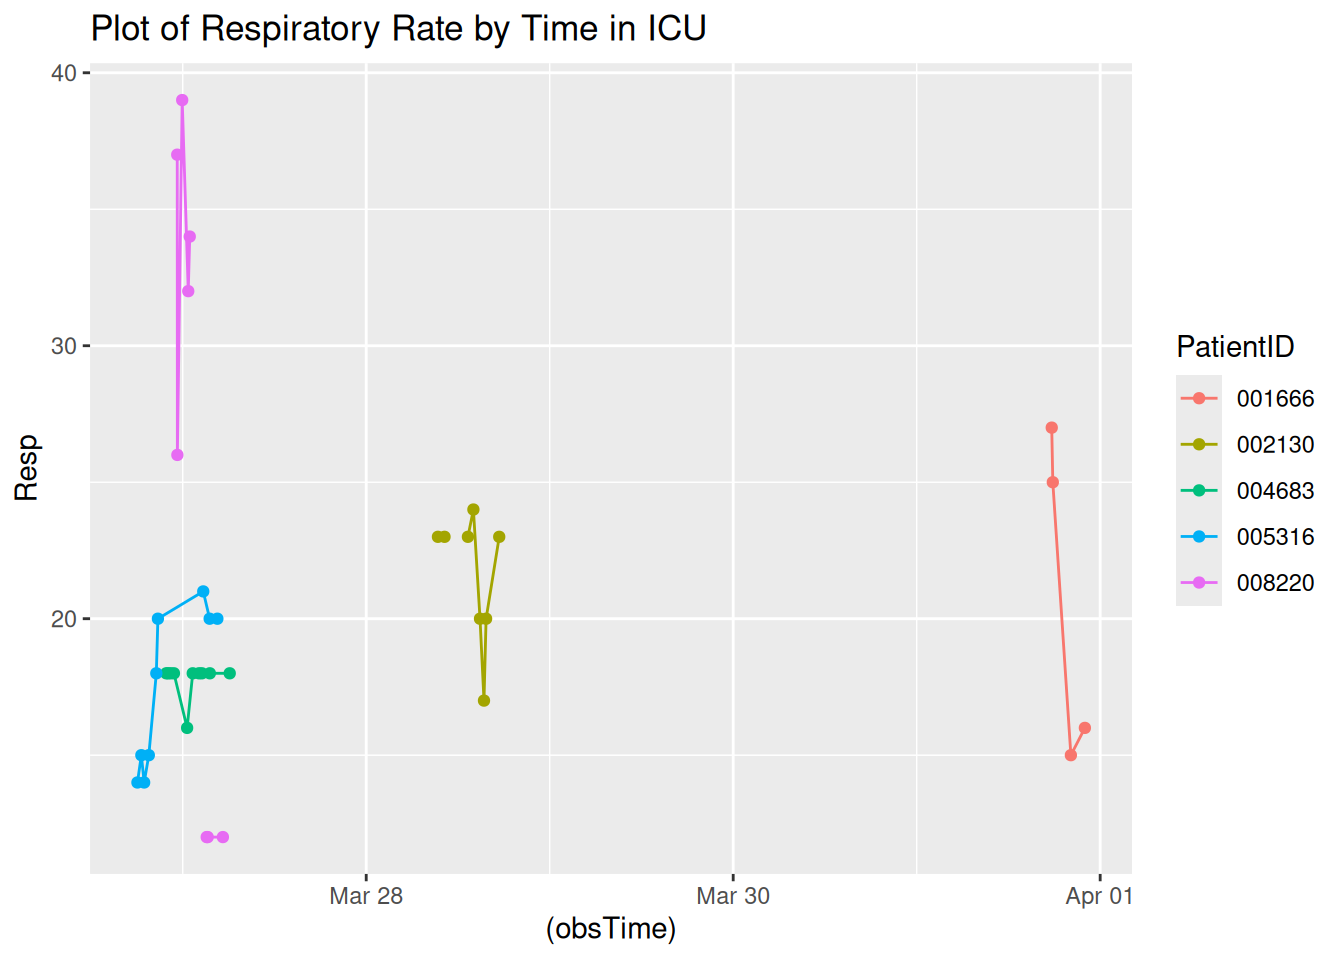 Plot of Respiratory Rate by Time in ICU
40
30
20
Resp
Mar 28
Mar 30
Apr 01
(obsTime)
PatientID
001666
002130
004683
005316
008220